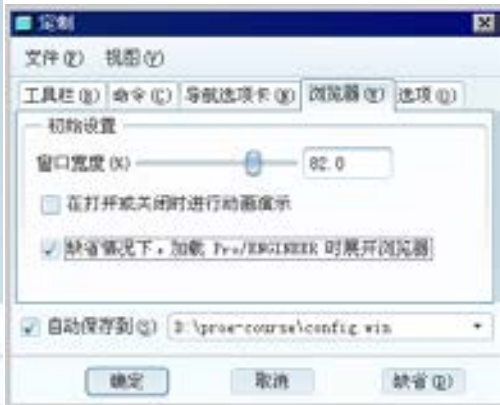 定制
文件(F) 视图(V)
工具栏(B) 命令(C) 导航选项卡(N) 浏览器(W) 选项(O)
初始设置
窗口宽度(%) 82.0
在打开或关闭时进行动画演示
缺省情况下，加载 Pro/ENGINEER 时展开浏览器
自动保存到(S) D:\proe-course\config.win
确定 取消 缺省(D)